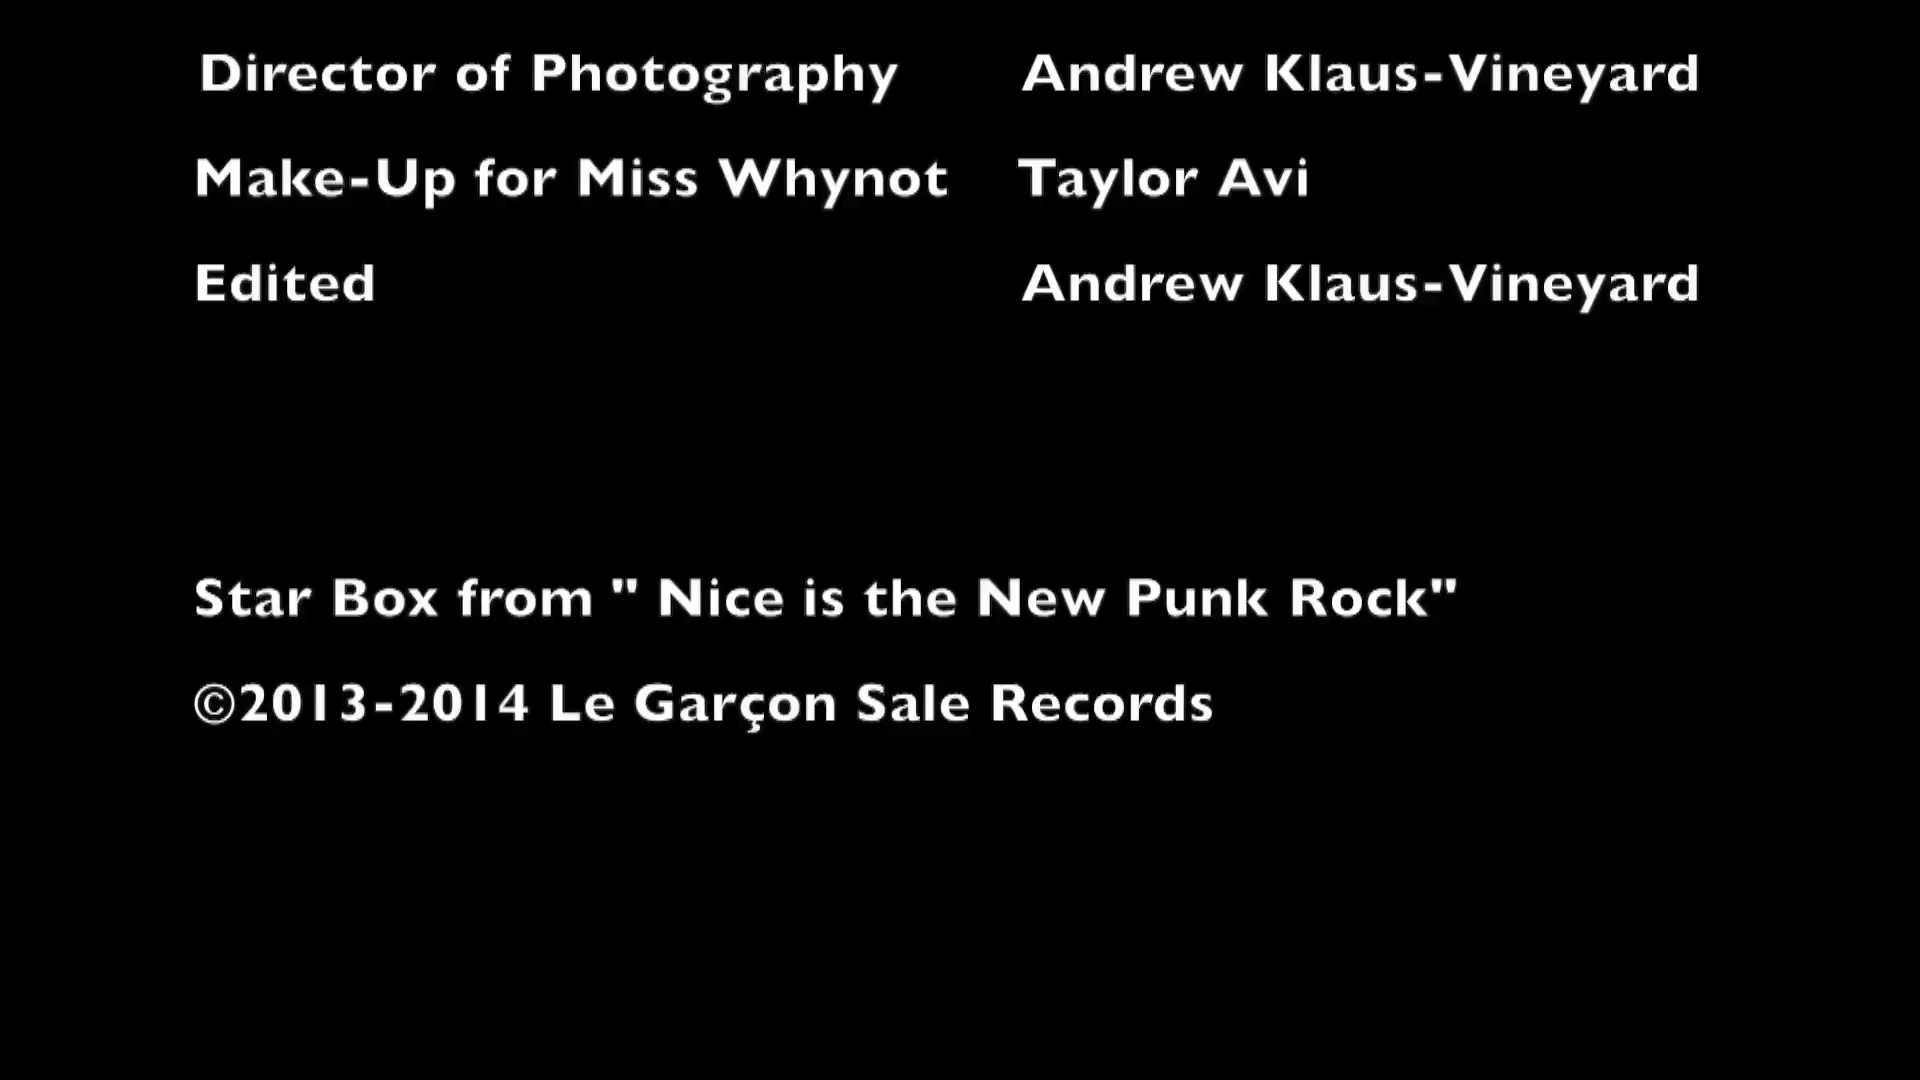 Director of Photography Andrew Klaus-Vineyard
Make-Up for Miss Whynot Taylor Avi
Edited Andrew Klaus-Vineyard
Star Box from " Nice is the New Punk Rock"
©2013-2014 Le Garçon Sale Records